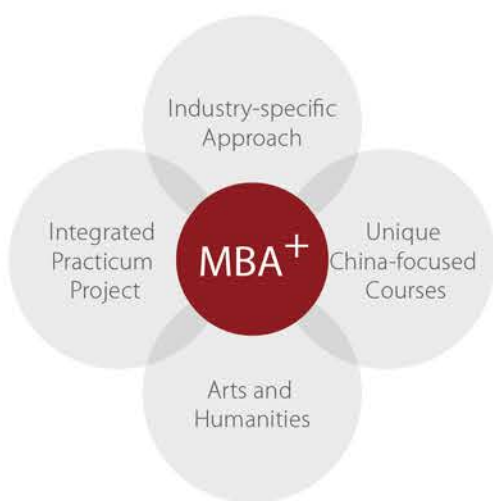 Industry-specific
Approach
Integrated
Practicum
Project
MBA+
Unique
China-focused
Courses
Arts and
Humanities